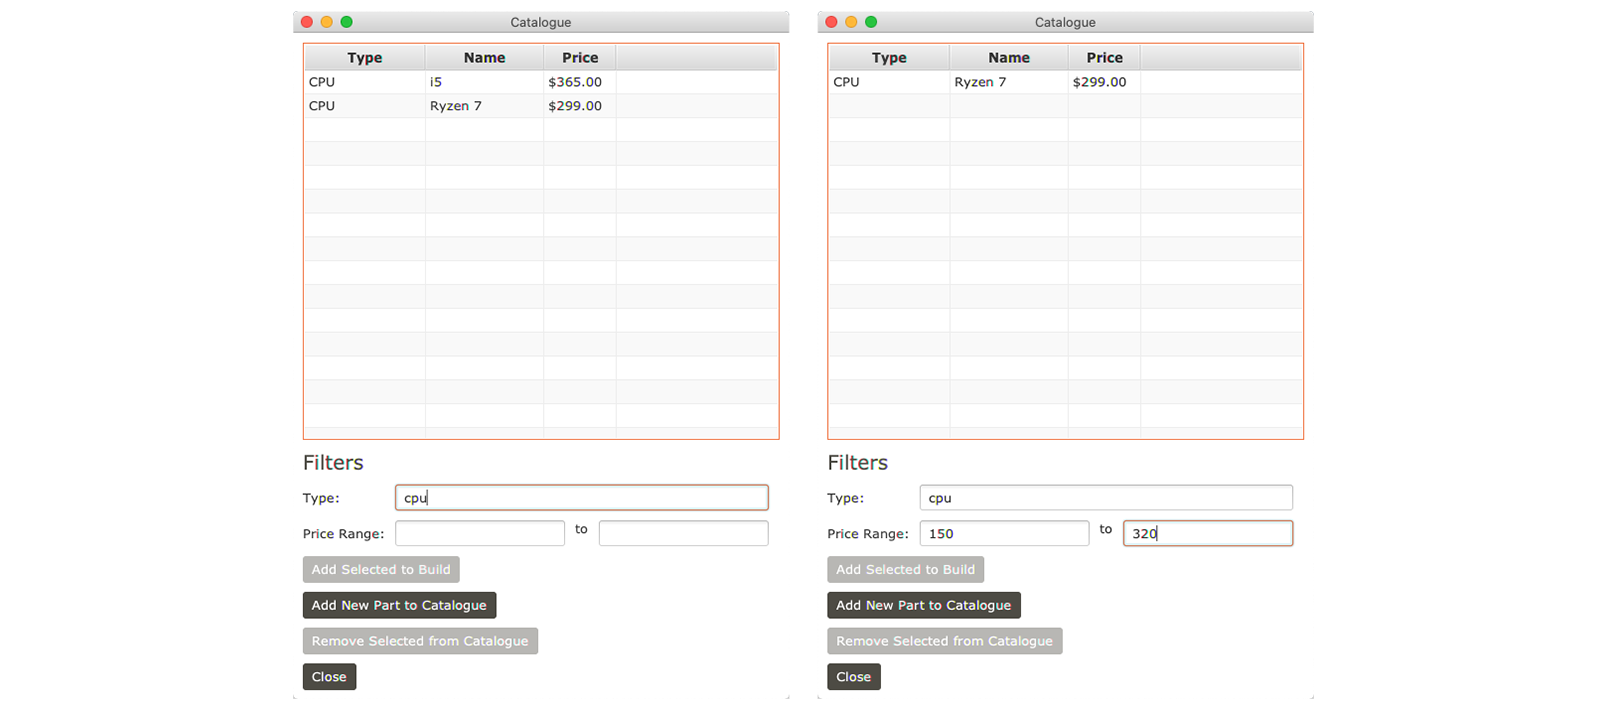 Catalogue
Type Name Price
CPU i5 $365.00
CPU Ryzen 7 $299.00
Filters
Type: cpu
Price Range: to
Add Selected to Build
Add New Part to Catalogue
Remove Selected from Catalogue
Close
Catalogue
Type Name Price
CPU Ryzen 7 $299.00
Filters
Type: cpu
Price Range: 150 to 320
Add Selected to Build
Add New Part to Catalogue
Remove Selected from Catalogue
Close